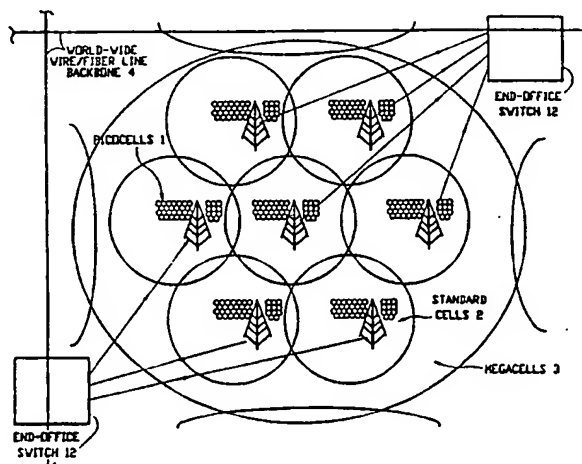 WORLD-WIDE
WIRE/FIBER LINE
BACKBONE 4
END-OFFICE
SWITCH 12
PICOCELLS 1
STANDARD
CELLS 2
MEGACELLS 3
END-OFFICE
SWITCH 12